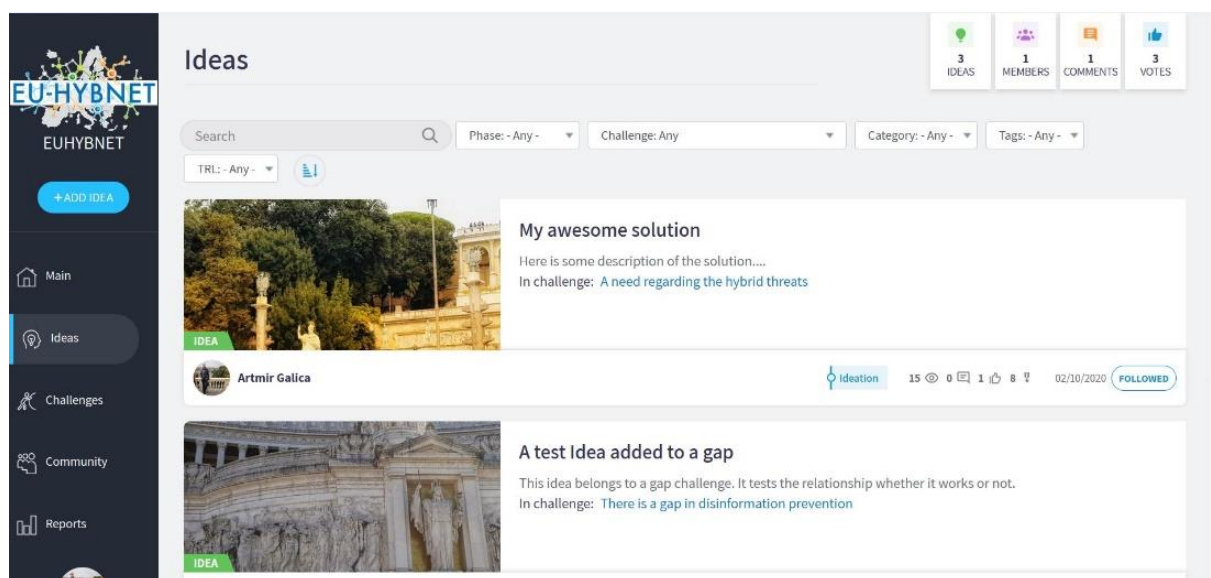 EU-HYBNET
EUHYBNET
+ADD IDEA
Main
Ideas
Challenges
Community
Reports
Ideas
3
IDEAS
1
MEMBERS
1
COMMENTS
3
VOTES
Search
Phase: - Any -
Challenge: Any
Category: - Any -
Tags: - Any -
TRL: - Any -
My awesome solution
Here is some description of the solution....
In challenge: A need regarding the hybrid threats
IDEA
Artmir Galica
Ideation
15 0 1 8 02/10/2020 FOLLOWED
A test Idea added to a gap
This idea belongs to a gap challenge. It tests the relationship whether it works or not.
In challenge: There is a gap in disinformation prevention
IDEA